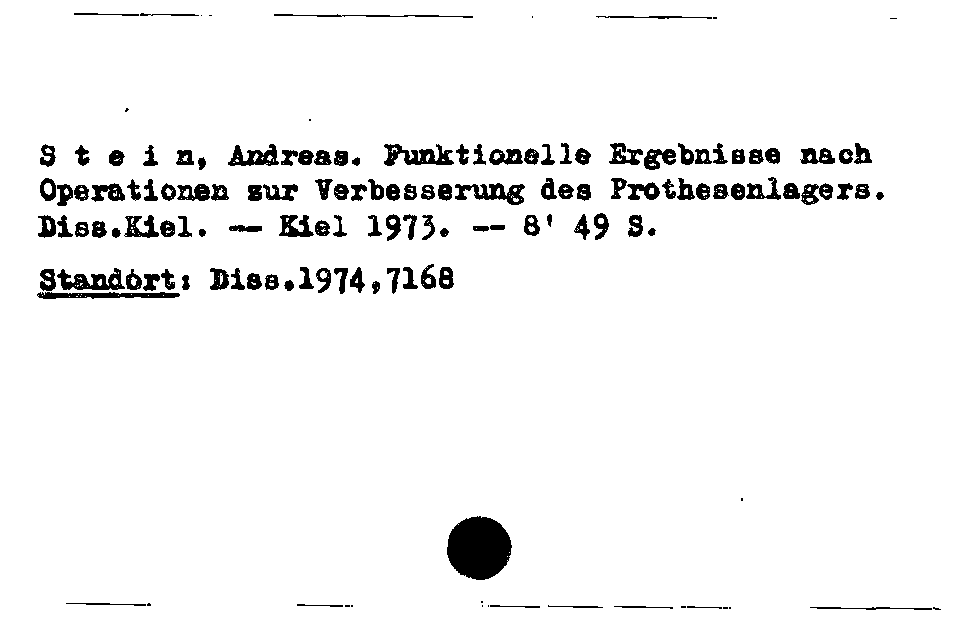 S t e i n, Andreas. Funktionelle Ergebnisse nach
Operationen zur Verbesserung des Prothesenlagers.
Diss.Kiel. -- Kiel 1973. -- 8' 49 S.
Standort: Diss.1974,7168